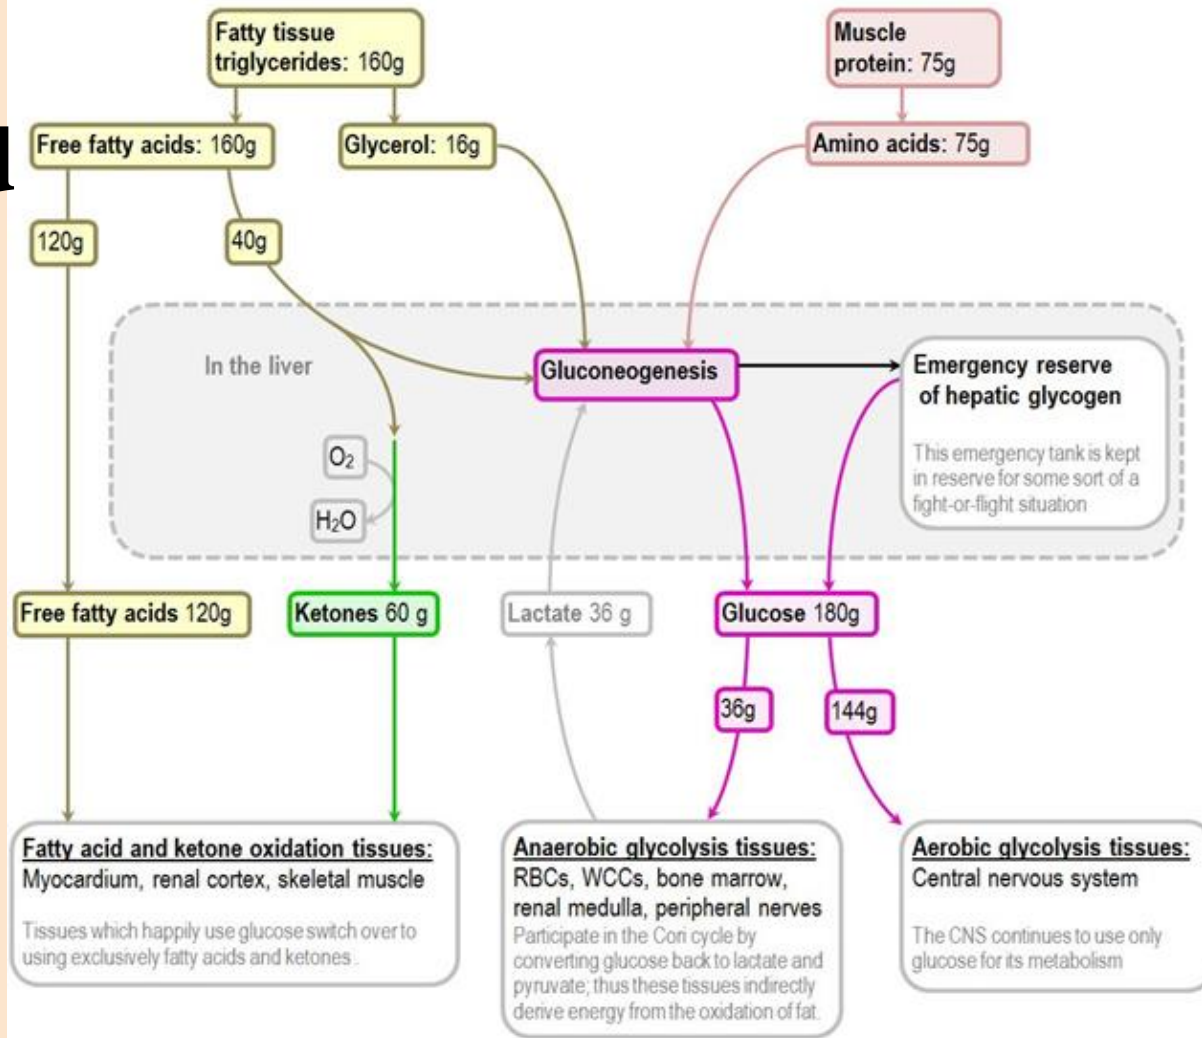 Fatty tissue
triglycerides: 160g
Muscle
protein: 75g
Free fatty acids: 160g
Glycerol: 16g
Amino acids: 75g
120g
40g
In the liver
Gluconeogenesis
Emergency reserve
of hepatic glycogen
This emergency tank is kept
in reserve for some sort of a
fight-or-flight situation
O₂
H₂O
Free fatty acids 120g
Ketones 60 g
Lactate 36 g
Glucose 180g
36g
144g
Fatty acid and ketone oxidation tissues:
Myocardium, renal cortex, skeletal muscle
Tissues which happily use glucose switch over to
using exclusively fatty acids and ketones.
Anaerobic glycolysis tissues:
RBCs, WCCs, bone marrow,
renal medulla, peripheral nerves
Participate in the Cori cycle by
converting glucose back to lactate and
pyruvate; thus these tissues indirectly
derive energy from the oxidation of fat.
Aerobic glycolysis tissues:
Central nervous system
The CNS continues to use only
glucose for its metabolism